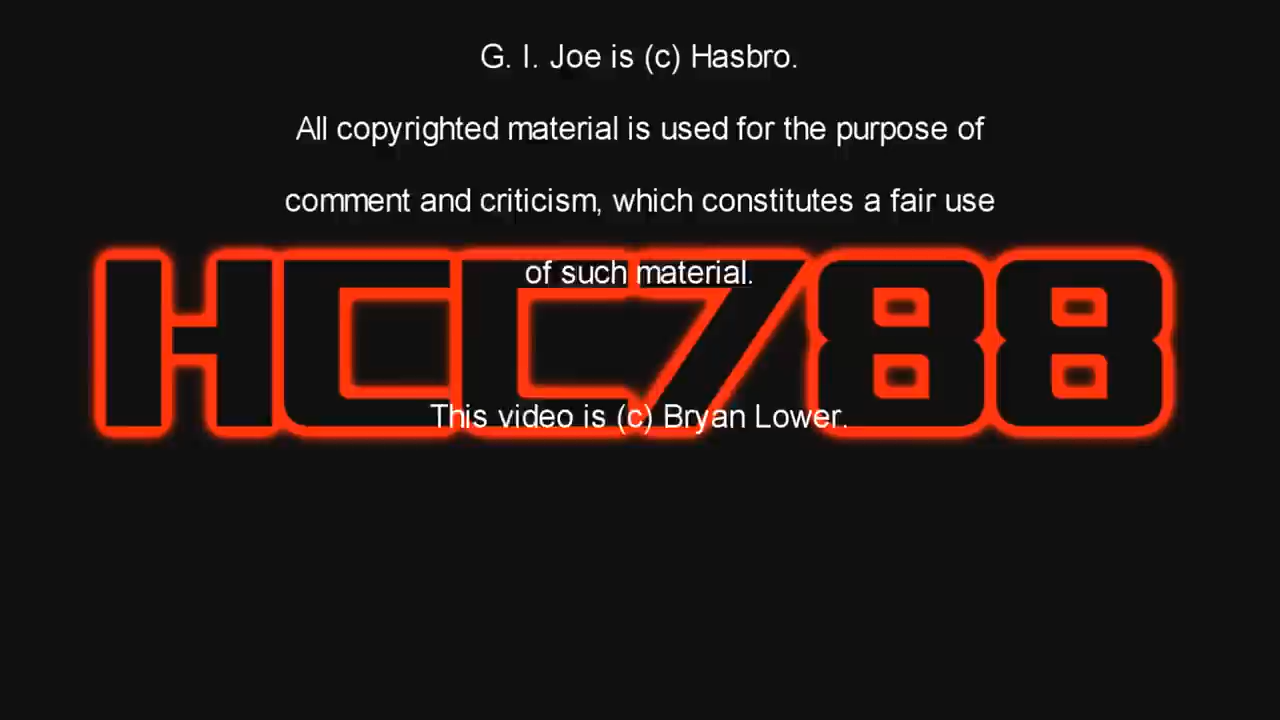 G. I. Joe is (c) Hasbro.
All copyrighted material is used for the purpose of
comment and criticism, which constitutes a fair use
of such material.
HCC788
This video is (c) Bryan Lower.